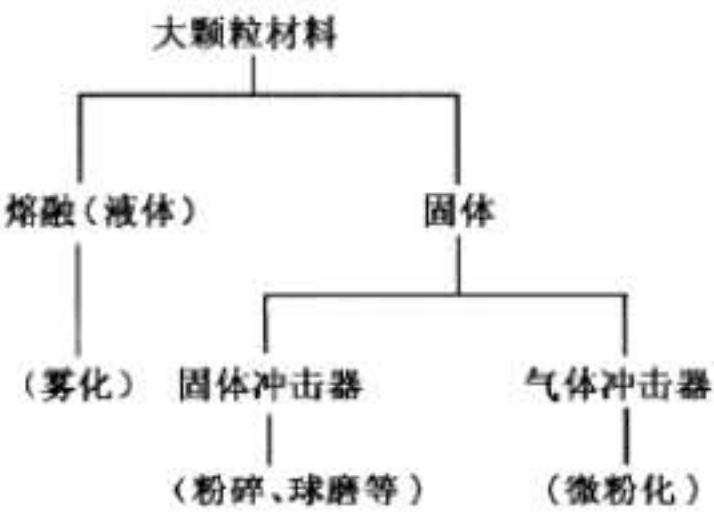 大颗粒材料
熔融(液体) 固体
(雾化) 固体冲击器 气体冲击器
(粉碎、球磨等) (微粉化)